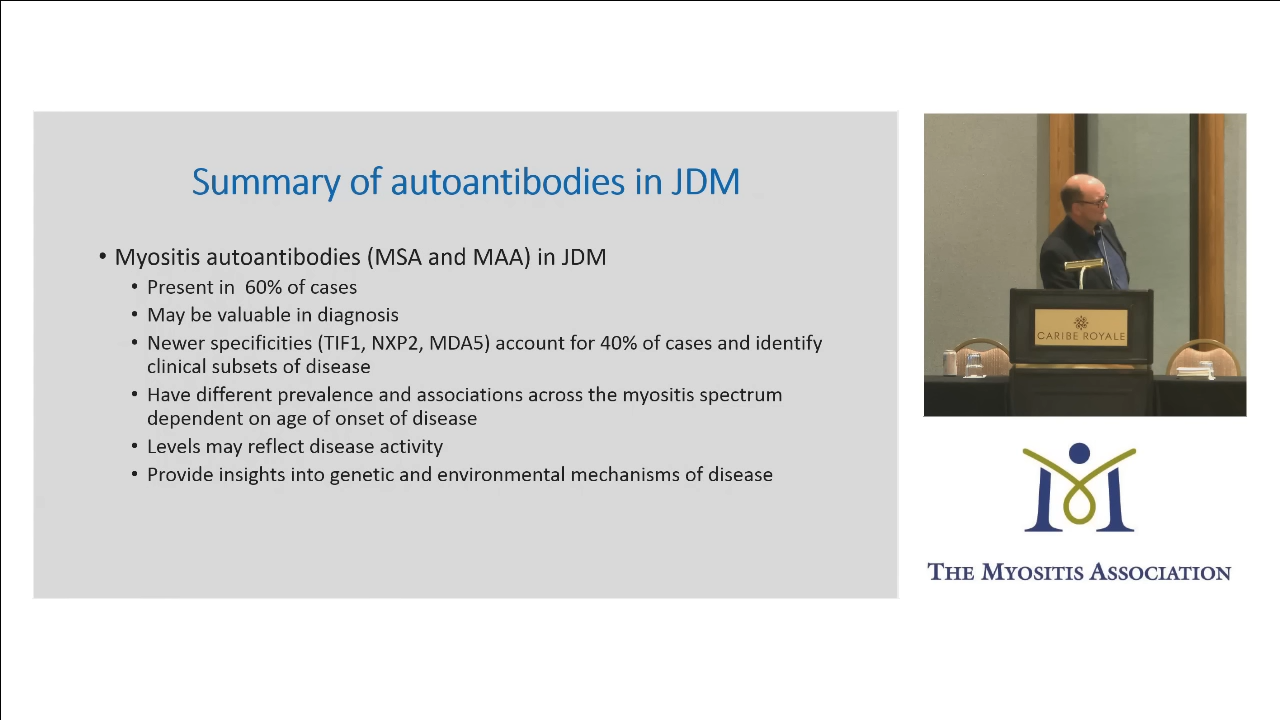 Summary of autoantibodies in JDM
• Myositis autoantibodies (MSA and MAA) in JDM
• Present in 60% of cases
• May be valuable in diagnosis
• Newer specificities (TIF1, NXP2, MDA5) account for 40% of cases and identify
clinical subsets of disease
• Have different prevalence and associations across the myositis spectrum
dependent on age of onset of disease
• Levels may reflect disease activity
• Provide insights into genetic and environmental mechanisms of disease
CARIBE ROYALE
THE MYOSITIS ASSOCIATION